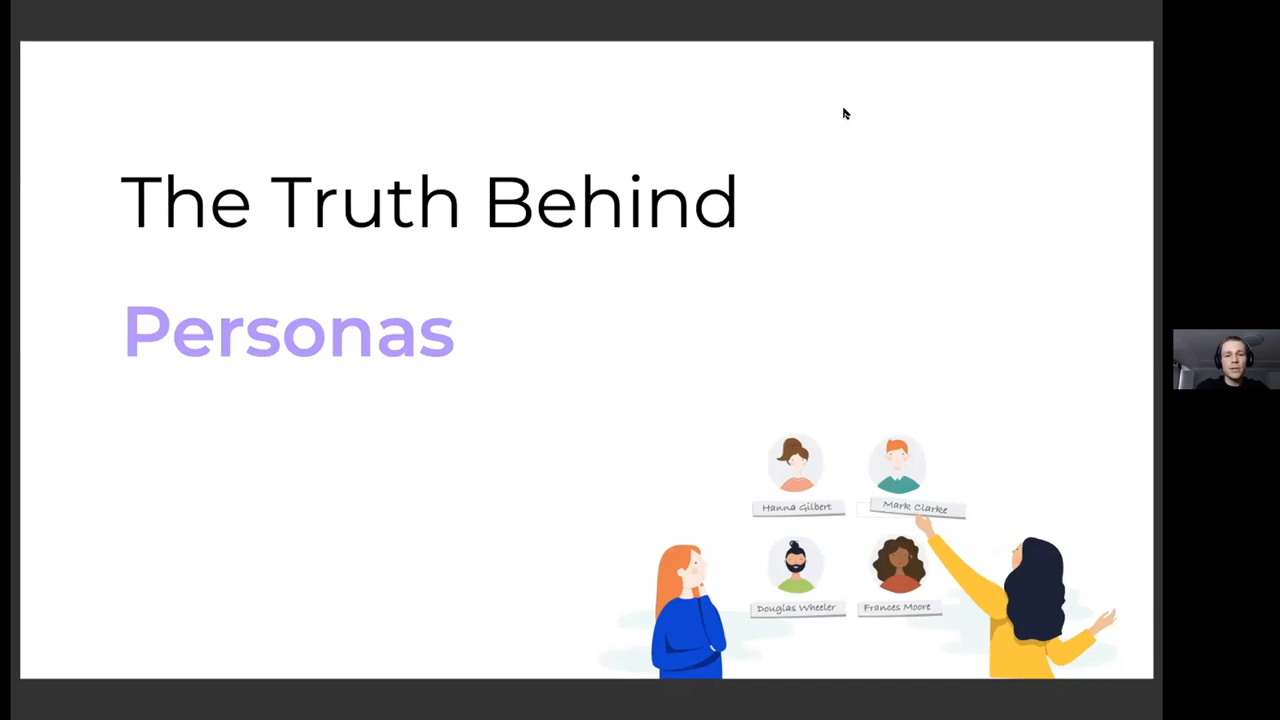 The Truth Behind
Personas
Hanna Gilbert
Mark Clarke
Douglas Wheeler
Frances Moore